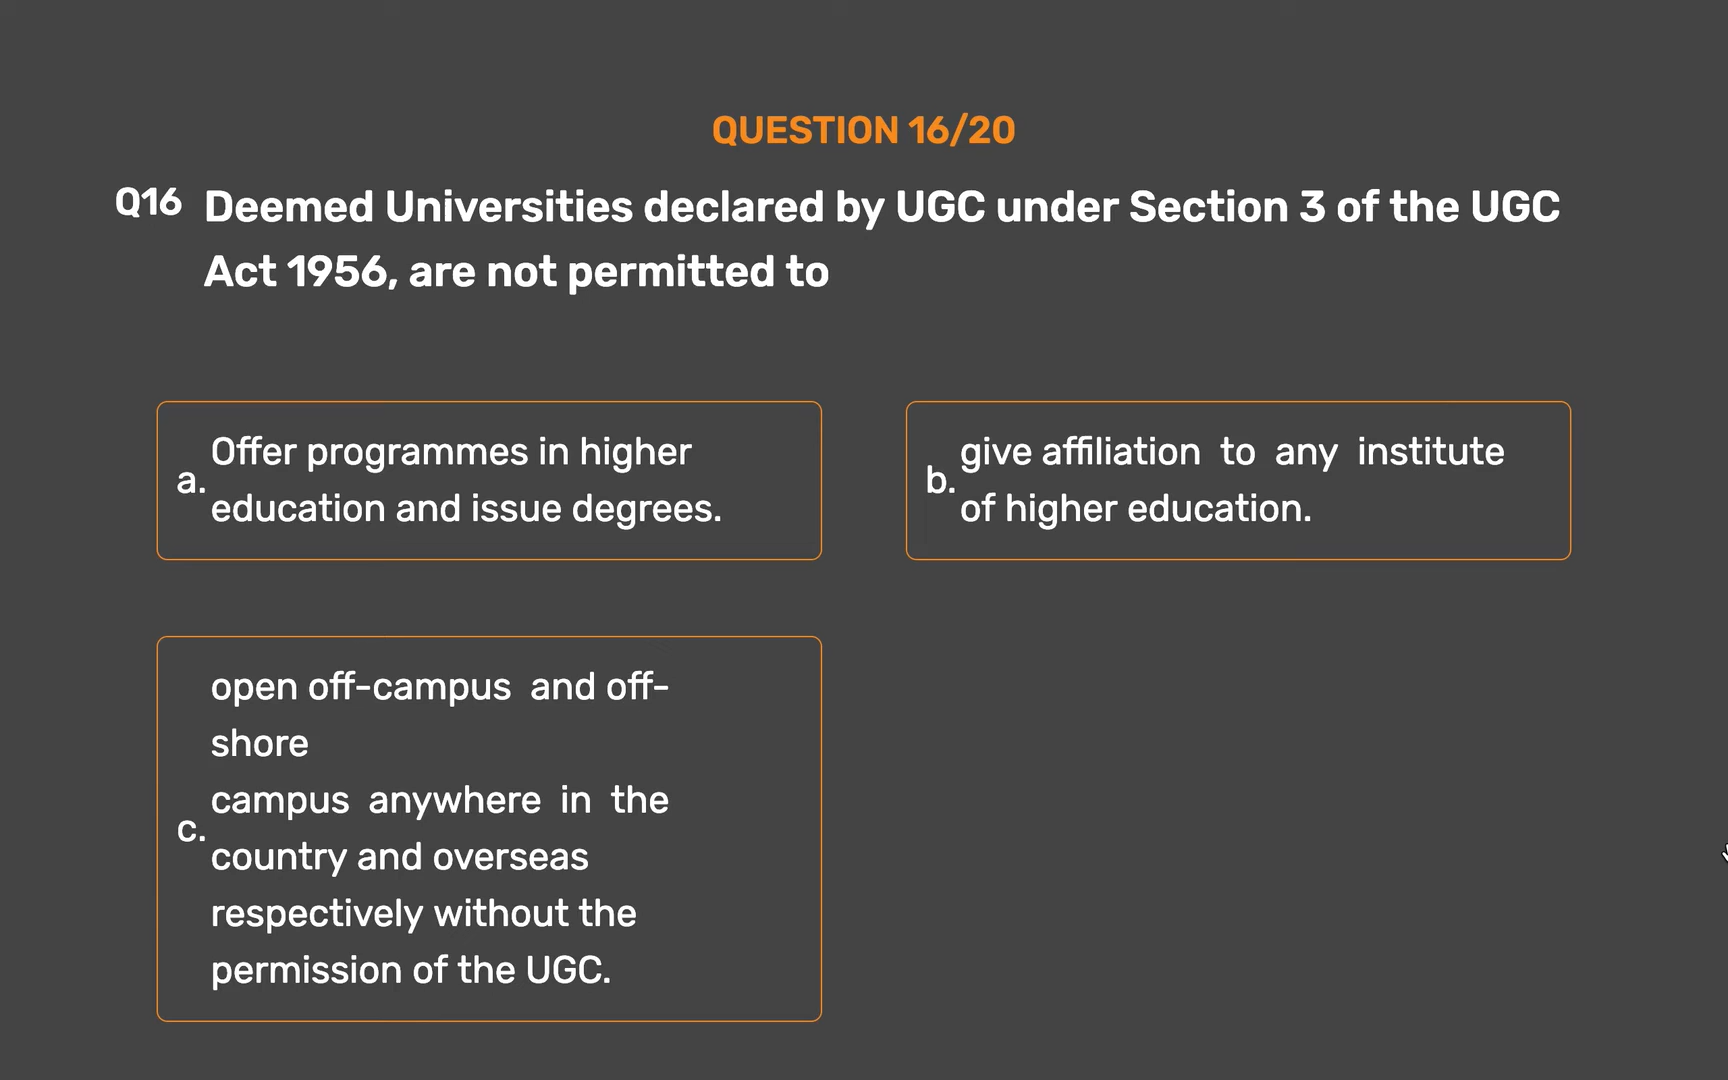 QUESTION 16/20
Q16 Deemed Universities declared by UGC under Section 3 of the UGC
Act 1956, are not permitted to
a. Offer programmes in higher
education and issue degrees.
b. give affiliation to any institute
of higher education.
c. open off-campus and off-
shore
campus anywhere in the
country and overseas
respectively without the
permission of the UGC.